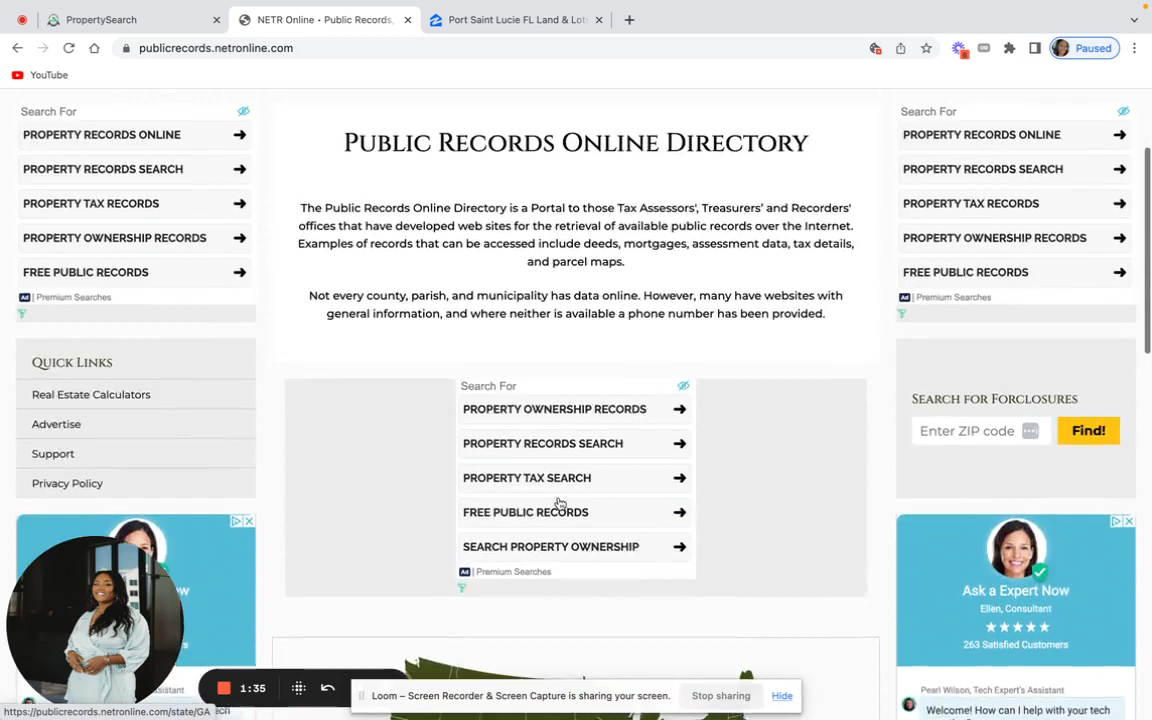 PropertySearch
NETR Online • Public Records,
Port Saint Lucie FL Land & Lot
publicrecords.netronline.com
Paused
YouTube
Search For
PROPERTY RECORDS ONLINE
PROPERTY RECORDS SEARCH
PROPERTY TAX RECORDS
PROPERTY OWNERSHIP RECORDS
FREE PUBLIC RECORDS
Ad | Premium Searches
QUICK LINKS
Real Estate Calculators
Advertise
Support
Privacy Policy
PUBLIC RECORDS ONLINE DIRECTORY
The Public Records Online Directory is a Portal to those Tax Assessors', Treasurers' and Recorders'
offices that have developed web sites for the retrieval of available public records over the Internet.
Examples of records that can be accessed include deeds, mortgages, assessment data, tax details,
and parcel maps.
Not every county, parish, and municipality has data online. However, many have websites with
general information, and where neither is available a phone number has been provided.
Search For
PROPERTY OWNERSHIP RECORDS
PROPERTY RECORDS SEARCH
PROPERTY TAX SEARCH
FREE PUBLIC RECORDS
SEARCH PROPERTY OWNERSHIP
Ad | Premium Searches
Search For
PROPERTY RECORDS ONLINE
PROPERTY RECORDS SEARCH
PROPERTY TAX RECORDS
PROPERTY OWNERSHIP RECORDS
FREE PUBLIC RECORDS
Ad | Premium Searches
SEARCH FOR FORCLOSURES
Enter ZIP code
Find!
Ask a Expert Now
Ellen, Consultant
263 Satisfied Customers
Pearl Wilson, Tech Expert's Assistant
Welcome! How can I help with your tech
1:35
Loom – Screen Recorder & Screen Capture is sharing your screen.
Stop sharing
Hide
https://publicrecords.netronline.com/state/GA